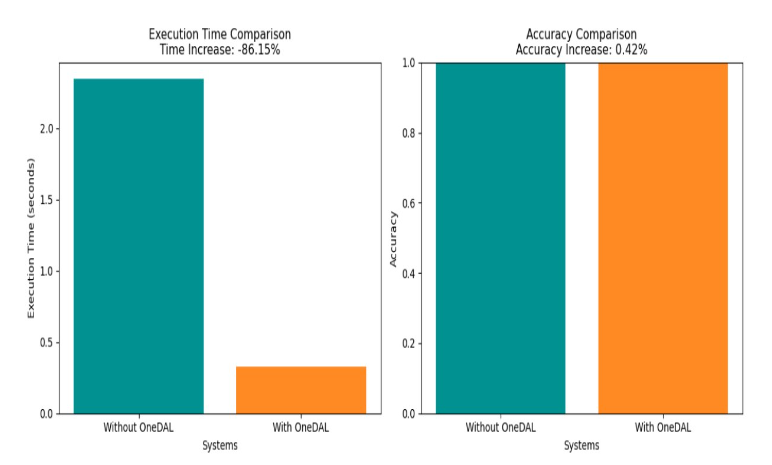 Execution Time Comparison
Time Increase: -86.15%
Execution Time (seconds)
2.0
1.5
1.0
0.5
0.0
Without OneDAL
With OneDAL
Systems
Accuracy Comparison
Accuracy Increase: 0.42%
Accuracy
1.0
0.8
0.6
0.4
0.2
0.0
Without OneDAL
With OneDAL
Systems